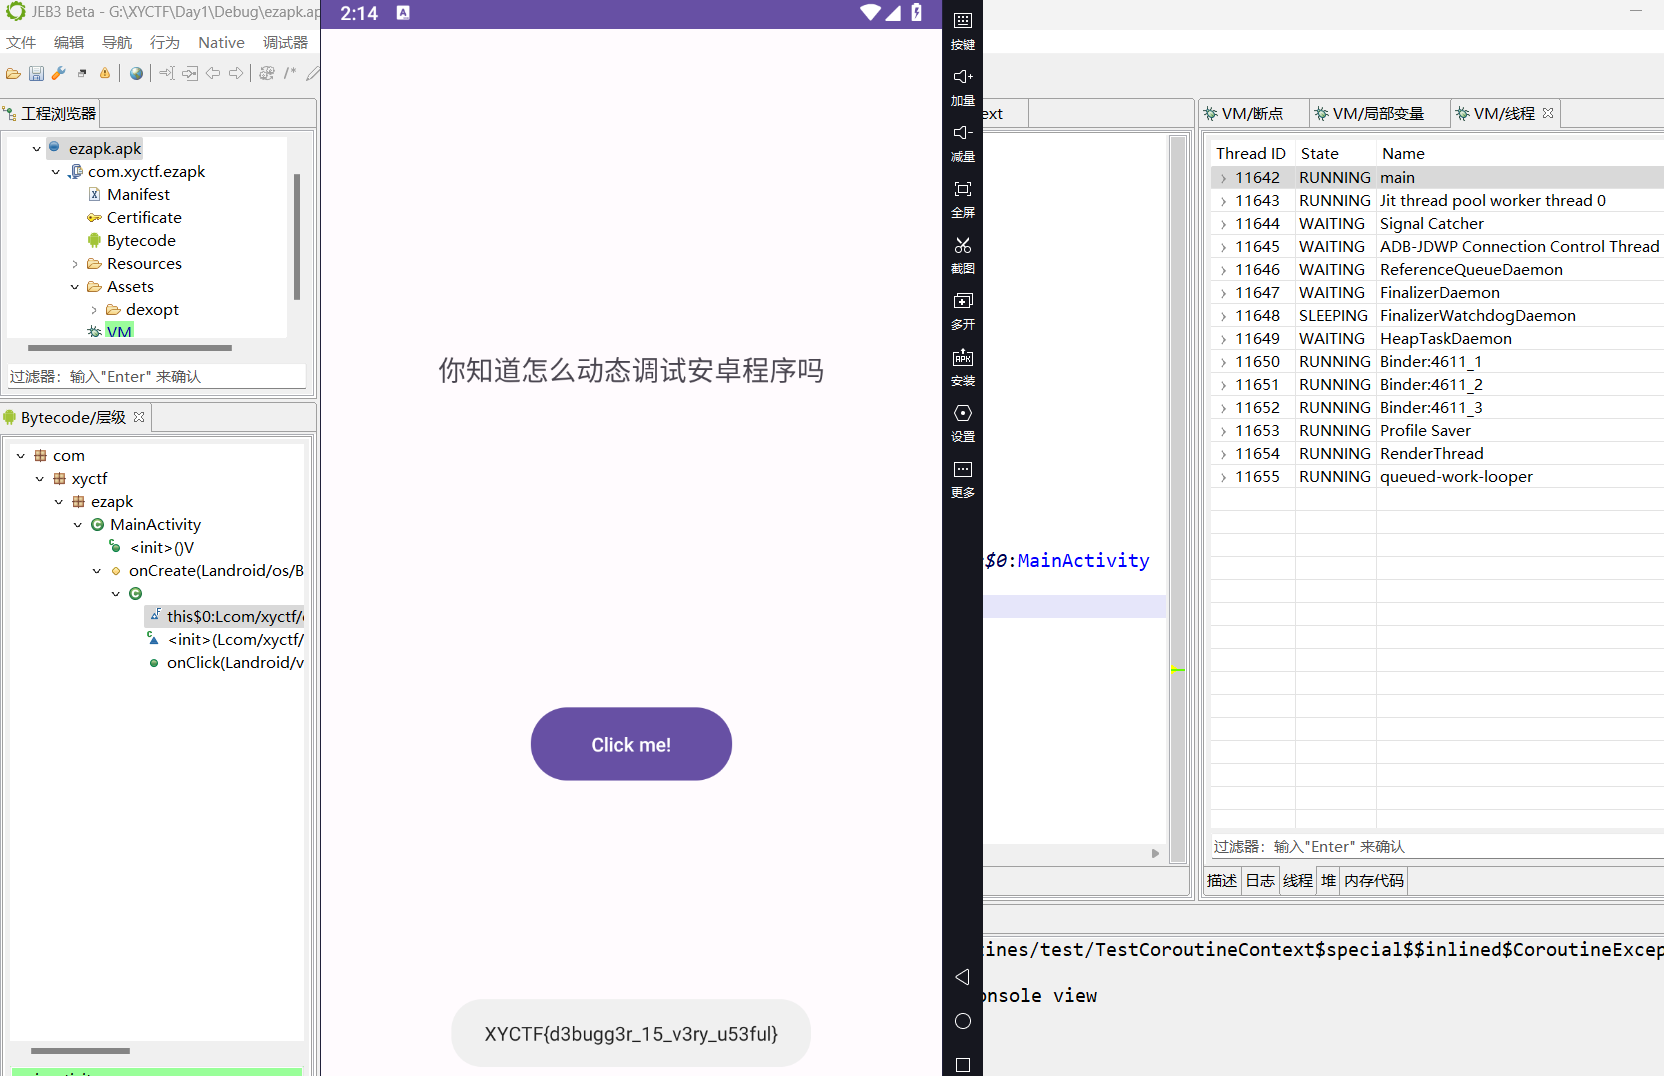 JEB3 Beta - G:\XYCTF\Day1\Debug\ezapk.ap
文件 编辑 导航 行为 Native 调试器
工程浏览器
ezapk.apk
com.xyctf.ezapk
Manifest
Certificate
Bytecode
Resources
Assets
dexopt
VM
过滤器：输入"Enter" 来确认
Bytecode/层级
com
xyctf
ezapk
MainActivity
<init>()V
onCreate(Landroid/os/B
this$0:Lcom/xyctf/
<init>(Lcom/xyctf/
onClick(Landroid/v
2:14
你知道怎么动态调试安卓程序吗
Click me!
XYCTF{d3bugg3r_15_v3ry_u53ful}
按键
加量
减量
全屏
截图
多开
APK
安装
设置
更多
ext
$0:MainActivity
VM/断点 VM/局部变量 VM/线程
Thread ID State Name
11642 RUNNING main
11643 RUNNING Jit thread pool worker thread 0
11644 WAITING Signal Catcher
11645 WAITING ADB-JDWP Connection Control Thread
11646 WAITING ReferenceQueueDaemon
11647 WAITING FinalizerDaemon
11648 SLEEPING FinalizerWatchdogDaemon
11649 WAITING HeapTaskDaemon
11650 RUNNING Binder:4611_1
11651 RUNNING Binder:4611_2
11652 RUNNING Binder:4611_3
11653 RUNNING Profile Saver
11654 RUNNING RenderThread
11655 RUNNING queued-work-looper
过滤器：输入"Enter" 来确认
描述 日志 线程 堆 内存代码
ines/test/TestCoroutineContext$special$$inlined$CoroutineExcep
onsole view